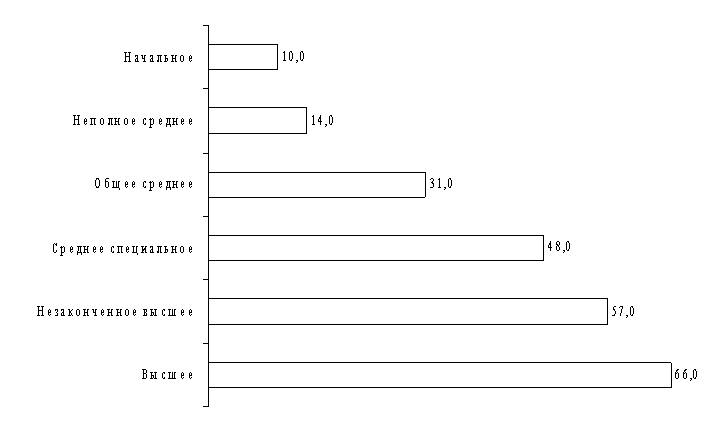 Начальное 10,0
Неполное среднее 14,0
Общее среднее 31,0
Среднее специальное 48,0
Незаконченное высшее 57,0
Высшее 66,0